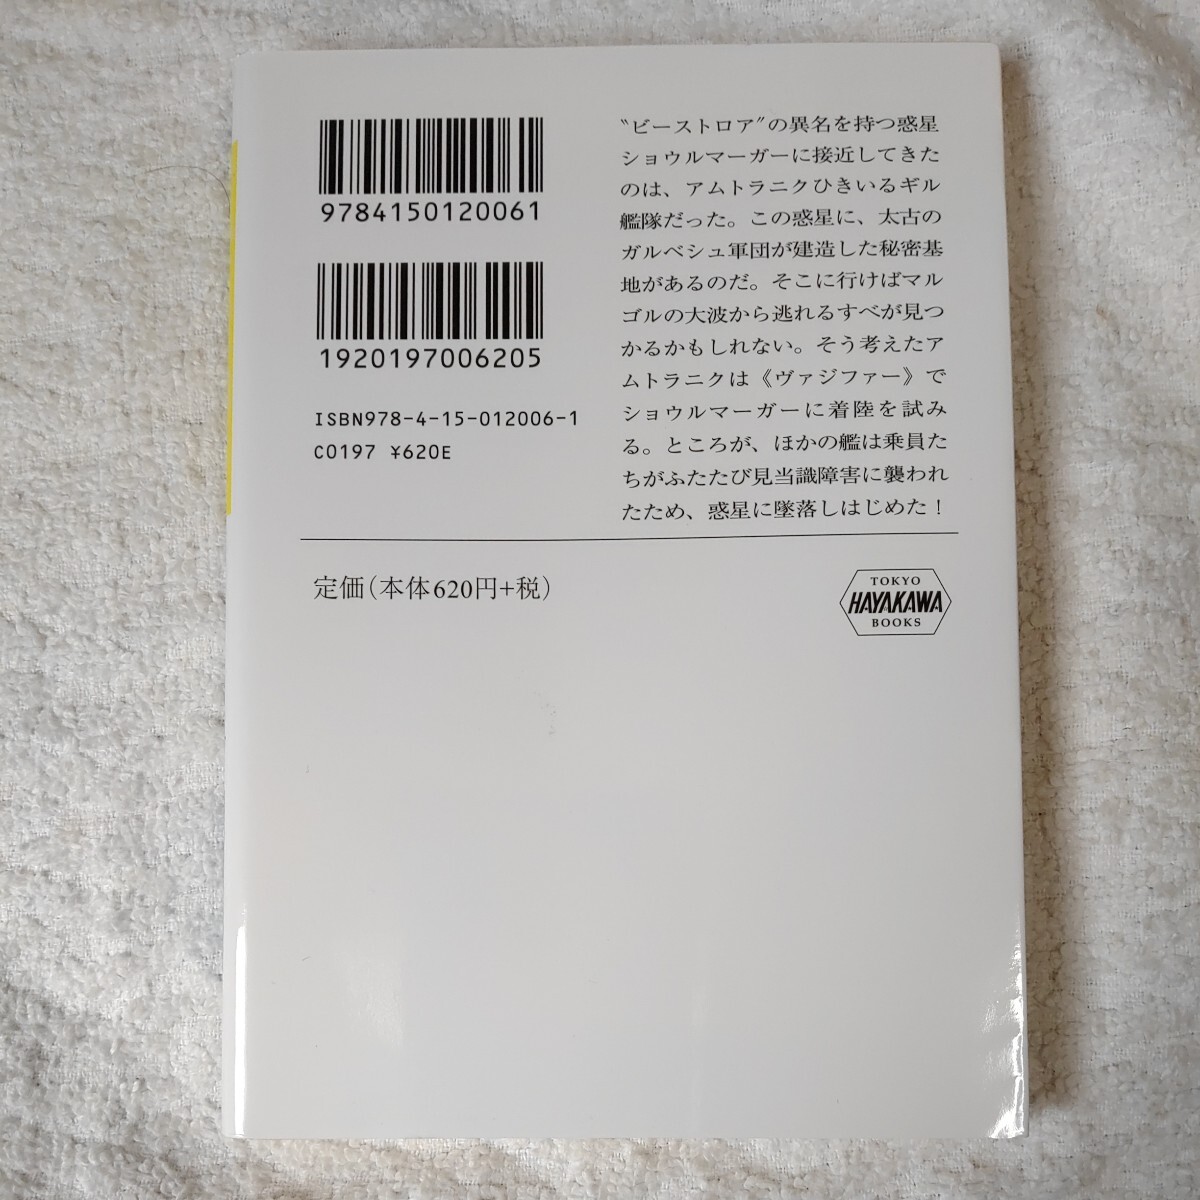 9784150120061
1920197006205
ISBN978-4-15-012006-1
C0197 ¥620E
〝ビーストロア〟の異名を持つ惑星
ショウルマーガーに接近してきた
のは、アムトラニクひきいるギル
艦隊だった。この惑星に、太古の
ガルベシュ軍団が建造した秘密基
地があるのだ。そこに行けばマル
ゴルの大波から逃れるすべが見つ
かるかもしれない。そう考えたア
ムトラニクは《ヴァジファー》で
ショウルマーガーに着陸を試み
る。ところが、ほかの艦は乗員た
ちがふたたび見当識障害に襲われ
たため、惑星に墜落しはじめた！
定価（本体620円+税）
TOKYO
HAYAKAWA
BOOKS